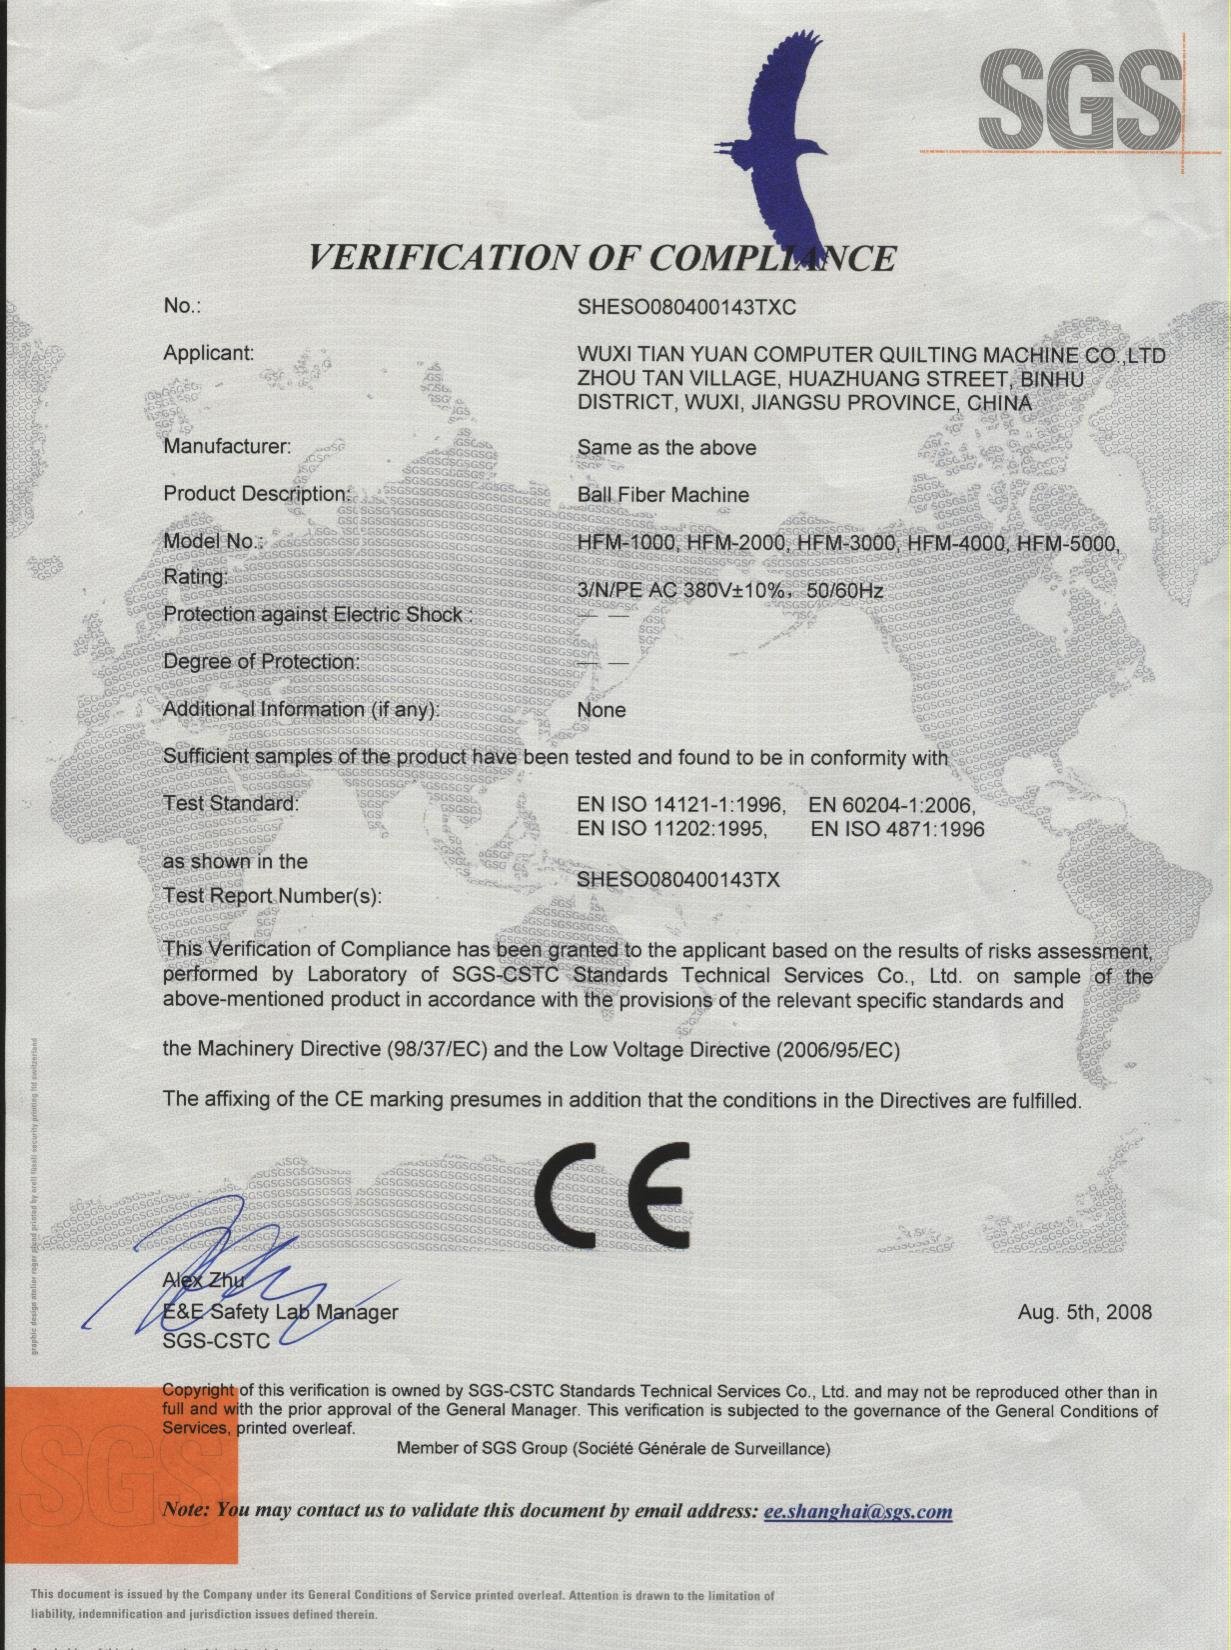 SGS
VERIFICATION OF COMPLIANCE
No.: SHESO080400143TXC
Applicant: WUXI TIAN YUAN COMPUTER QUILTING MACHINE CO.,LTD
ZHOU TAN VILLAGE, HUAZHUANG STREET, BINHU
DISTRICT, WUXI, JIANGSU PROVINCE, CHINA
Manufacturer: Same as the above
Product Description: Ball Fiber Machine
Model No.: HFM-1000, HFM-2000, HFM-3000, HFM-4000, HFM-5000,
Rating: 3/N/PE AC 380V±10%，50/60Hz
Protection against Electric Shock : — —
Degree of Protection: — —
Additional Information (if any): None
Sufficient samples of the product have been tested and found to be in conformity with
Test Standard: EN ISO 14121-1:1996, EN 60204-1:2006,
EN ISO 11202:1995, EN ISO 4871:1996
as shown in the
Test Report Number(s): SHESO080400143TX
This Verification of Compliance has been granted to the applicant based on the results of risks assessment,
performed by Laboratory of SGS-CSTC Standards Technical Services Co., Ltd. on sample of the
above-mentioned product in accordance with the provisions of the relevant specific standards and
the Machinery Directive (98/37/EC) and the Low Voltage Directive (2006/95/EC)
The affixing of the CE marking presumes in addition that the conditions in the Directives are fulfilled.
CE
Alex Zhu
E&E Safety Lab Manager Aug. 5th, 2008
SGS-CSTC
Copyright of this verification is owned by SGS-CSTC Standards Technical Services Co., Ltd. and may not be reproduced other than in
full and with the prior approval of the General Manager. This verification is subjected to the governance of the General Conditions of
Services, printed overleaf.
Member of SGS Group (Société Générale de Surveillance)
SGS
Note: You may contact us to validate this document by email address: ee.shanghai@sgs.com
This document is issued by the Company under its General Conditions of Service printed overleaf. Attention is drawn to the limitation of
liability, indemnification and jurisdiction issues defined therein.